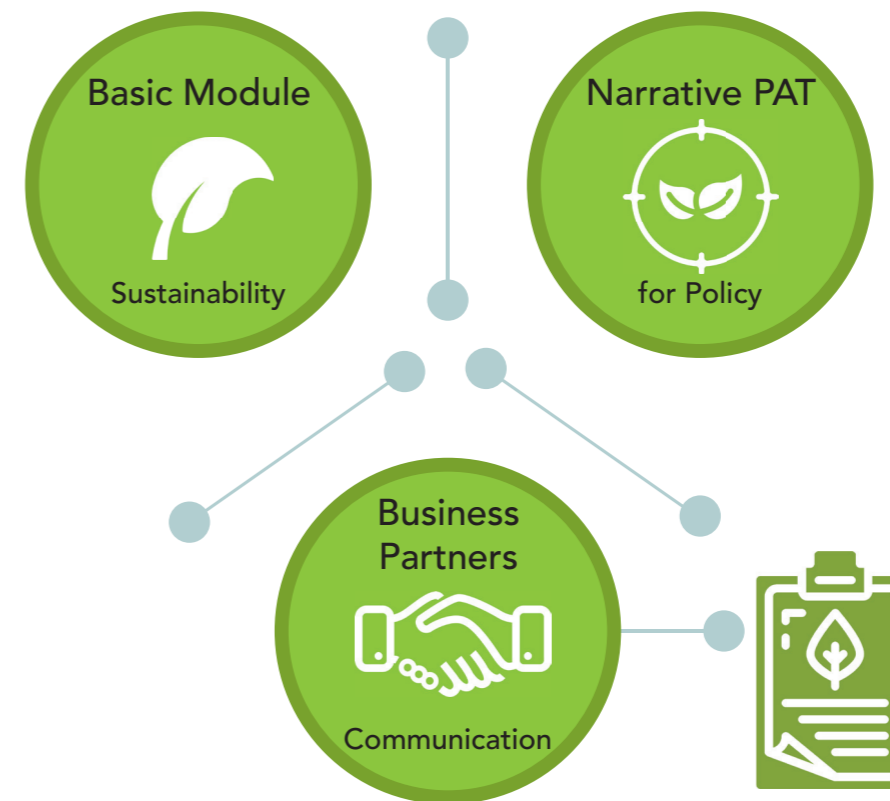 Basic Module
Sustainability
Narrative PAT
for Policy
Business
Partners
Communication